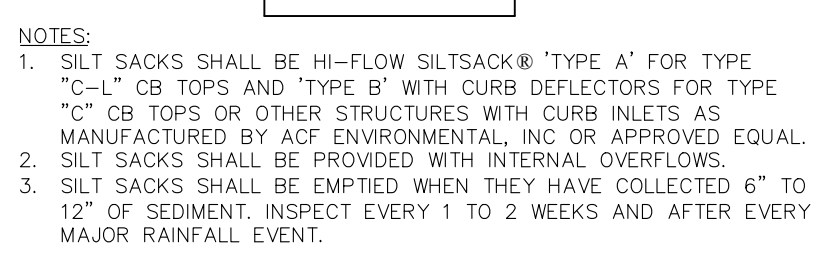 NOTES:
1. SILT SACKS SHALL BE HI-FLOW SILTSACK® 'TYPE A' FOR TYPE
"C-L" CB TOPS AND 'TYPE B' WITH CURB DEFLECTORS FOR TYPE
"C" CB TOPS OR OTHER STRUCTURES WITH CURB INLETS AS
MANUFACTURED BY ACF ENVIRONMENTAL, INC OR APPROVED EQUAL.
2. SILT SACKS SHALL BE PROVIDED WITH INTERNAL OVERFLOWS.
3. SILT SACKS SHALL BE EMPTIED WHEN THEY HAVE COLLECTED 6" TO
12" OF SEDIMENT. INSPECT EVERY 1 TO 2 WEEKS AND AFTER EVERY
MAJOR RAINFALL EVENT.